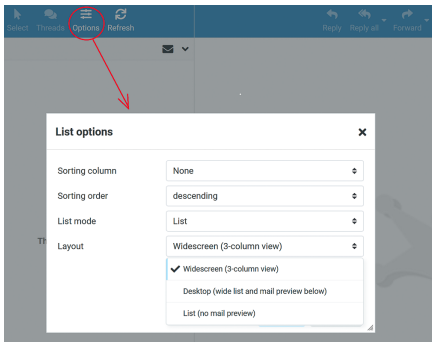 Select Threads Options Refresh Reply Reply all Forward
List options
Sorting column None
Sorting order descending
List mode List
Layout Widescreen (3-column view)
Widescreen (3-column view)
Desktop (wide list and mail preview below)
List (no mail preview)